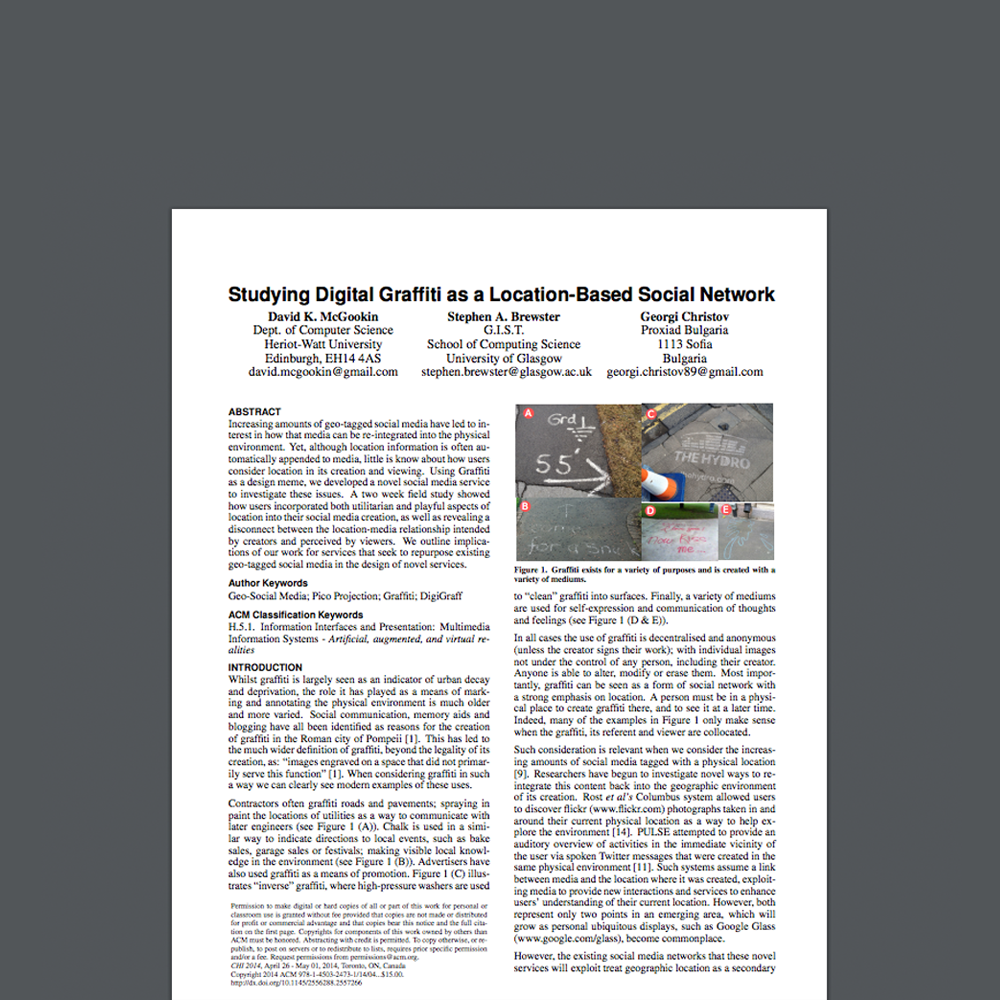 Studying Digital Graffiti as a Location-Based Social Network
David K. McGookin
Dept. of Computer Science
Heriot-Watt University
Edinburgh, EH14 4AS
david.mcgookin@gmail.com
Stephen A. Brewster
G.I.S.T.
School of Computing Science
University of Glasgow
stephen.brewster@glasgow.ac.uk
Georgi Christov
Proxiad Bulgaria
1113 Sofia
Bulgaria
georgi.christov89@gmail.com
ABSTRACT
Increasing amounts of geo-tagged social media have led to in-
terest in how that media can be re-integrated into the physical
environment. Yet, although location information is often au-
tomatically appended to media, little is know about how users
consider location in its creation and viewing. Using Graffiti
as a design meme, we developed a novel social media service
to investigate these issues. A two week field study showed
how users incorporated both utilitarian and playful aspects of
location into their social media creation, as well as revealing a
disconnect between the location-media relationship intended
by creators and perceived by viewers. We outline implica-
tions of our work for services that seek to repurpose existing
geo-tagged social media in the design of novel services.
Author Keywords
Geo-Social Media; Pico Projection; Graffiti; DigiGraff
ACM Classification Keywords
H.5.1. Information Interfaces and Presentation: Multimedia
Information Systems - Artificial, augmented, and virtual re-
alities
INTRODUCTION
Whilst graffiti is largely seen as an indicator of urban decay
and deprivation, the role it has played as a means of mark-
ing and annotating the physical environment is much older
and more varied. Social communication, memory aids and
blogging have all been identified as reasons for the creation
of graffiti in the Roman city of Pompeii [1]. This has led to
the much wider definition of graffiti, beyond the legality of its
creation, as: “images engraved on a space that did not primar-
ily serve this function” [1]. When considering graffiti in such
a way we can clearly see modern examples of these uses.
Contractors often graffiti roads and pavements; spraying in
paint the locations of utilities as a way to communicate with
later engineers (see Figure 1 (A)). Chalk is used in a simi-
lar way to indicate directions to local events, such as bake
sales, garage sales or festivals; making visible local knowl-
edge in the environment (see Figure 1 (B)). Advertisers have
also used graffiti as a means of promotion. Figure 1 (C) illus-
trates “inverse” graffiti, where high-pressure washers are used
Permission to make digital or hard copies of all or part of this work for personal or
classroom use is granted without fee provided that copies are not made or distributed
for profit or commercial advantage and that copies bear this notice and the full cita-
tion on the first page. Copyrights for components of this work owned by others than
ACM must be honored. Abstracting with credit is permitted. To copy otherwise, or re-
publish, to post on servers or to redistribute to lists, requires prior specific permission
and/or a fee. Request permissions from permissions@acm.org.
CHI 2014, April 26 - May 01, 2014, Toronto, ON, Canada
Copyright 2014 ACM 978-1-4503-2473-1/14/04...$15.00.
http://dx.doi.org/10.1145/2556288.2557266
A
Grd
55'
C
THE HYDRO
B
for a
D
E
Figure 1. Graffiti exists for a variety of purposes and is created with a
variety of mediums.
to “clean” graffiti into surfaces. Finally, a variety of mediums
are used for self-expression and communication of thoughts
and feelings (see Figure 1 (D & E)).
In all cases the use of graffiti is decentralised and anonymous
(unless the creator signs their work); with individual images
not under the control of any person, including their creator.
Anyone is able to alter, modify or erase them. Most impor-
tantly, graffiti can be seen as a form of social network with
a strong emphasis on location. A person must be in a physi-
cal place to create graffiti there, and to see it at a later time.
Indeed, many of the examples in Figure 1 only make sense
when the graffiti, its referent and viewer are collocated.
Such consideration is relevant when we consider the increas-
ing amounts of social media tagged with a physical location
[9]. Researchers have begun to investigate novel ways to re-
integrate this content back into the geographic environment
of its creation. Rost et al's Columbus system allowed users
to discover flickr (www.flickr.com) photographs taken in and
around their current physical location as a way to help ex-
plore the environment [14]. PULSE attempted to provide an
auditory overview of activities in the immediate vicinity of
the user via spoken Twitter messages that were created in the
same physical environment [11]. Such systems assume a link
between media and the location where it was created, exploit-
ing media to provide new interactions and services to enhance
users' understanding of their current location. However, both
represent only two points in an emerging area, which will
grow as personal ubiquitous displays, such as Google Glass
(www.google.com/glass), become commonplace.
However, the existing social media networks that these novel
services will exploit treat geographic location as a secondary